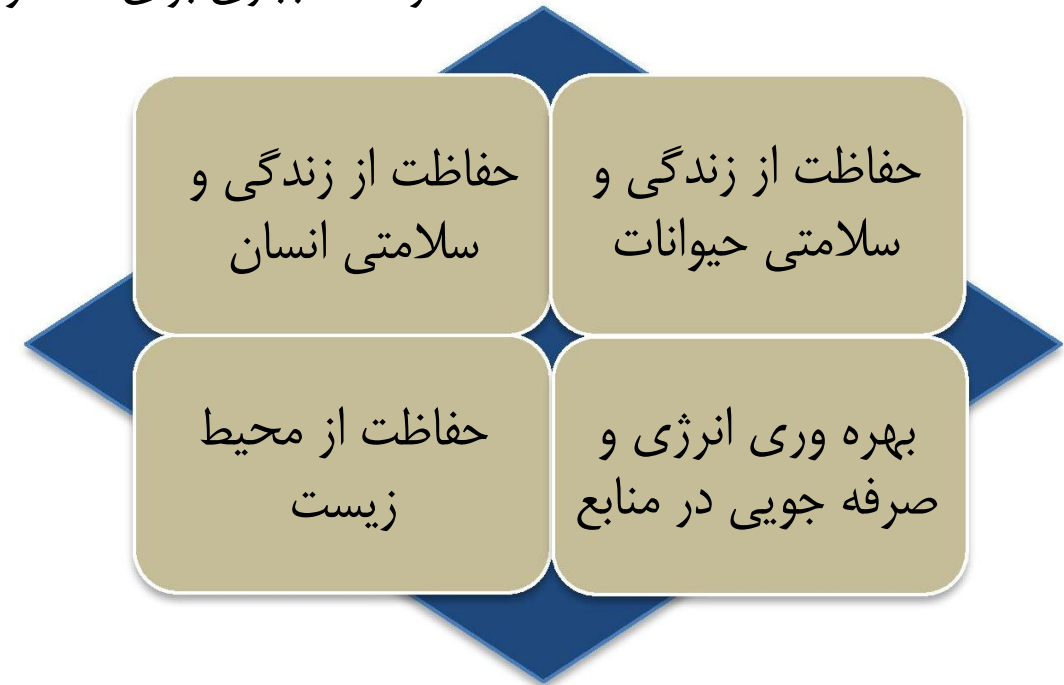 برای
حفاظت از زندگی و
سلامتی حیوانات
حفاظت از زندگی و
سلامتی انسان
بهره وری انرژی و
صرفه جویی در منابع
حفاظت از محیط
زیست